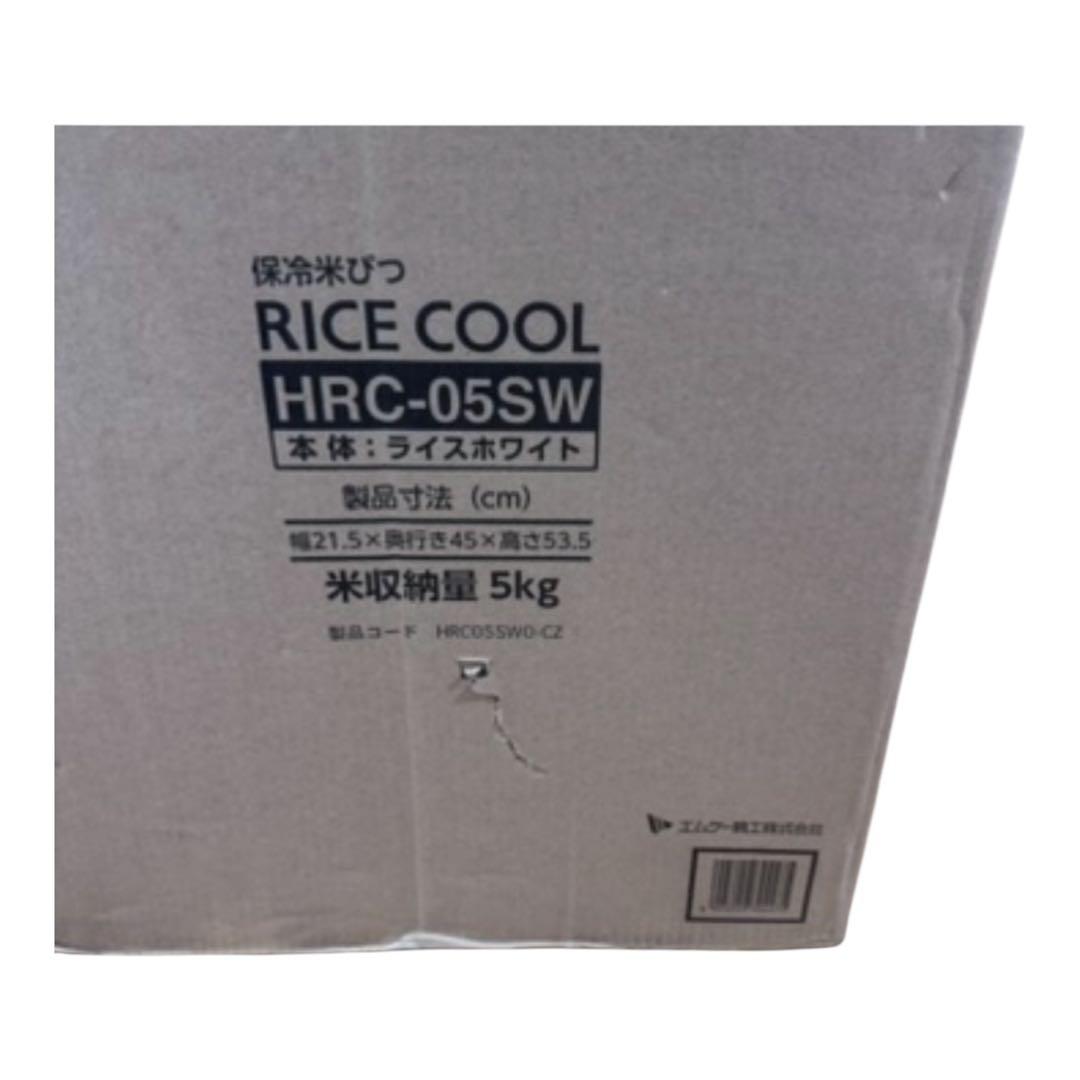 保冷米びつ
RICE COOL
HRC-05SW
本体：ライスホワイト
製品寸法（cm）
幅21.5×奥行き45×高さ53.5
米収納量 5kg
製品コード HRC05SW0-CZ
エムケー精工株式会社